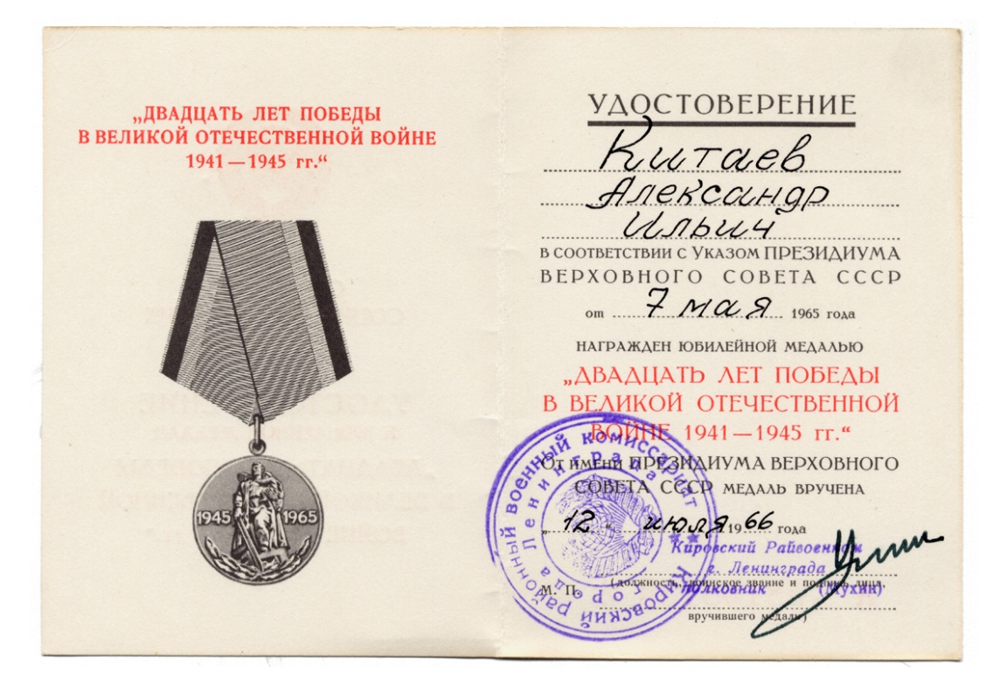 „ДВАДЦАТЬ ЛЕТ ПОБЕДЫ
В ВЕЛИКОЙ ОТЕЧЕСТВЕННОЙ ВОЙНЕ
1941—1945 гг.“
1945 1965
УДОСТОВЕРЕНИЕ
Китаев
Александр
Ильич
В СООТВЕТСТВИИ С УКАЗОМ ПРЕЗИДИУМА
ВЕРХОВНОГО СОВЕТА СССР
от 7 мая 1965 года
НАГРАЖДЕН ЮБИЛЕЙНОЙ МЕДАЛЬЮ
„ДВАДЦАТЬ ЛЕТ ПОБЕДЫ
В ВЕЛИКОЙ ОТЕЧЕСТВЕННОЙ
ВОЙНЕ 1941—1945 гг.“
ОТ ИМЕНИ ПРЕЗИДИУМА ВЕРХОВНОГО
СОВЕТА СССР МЕДАЛЬ ВРУЧЕНА
„12“ июля 1966 года
Кировский Райвоенком
г. Ленинграда
(должность, воинское звание и подпись лица,
М. П. полковник (Мухин)
вручившего медаль)
Кировский районный военный комиссариат
города Ленинграда